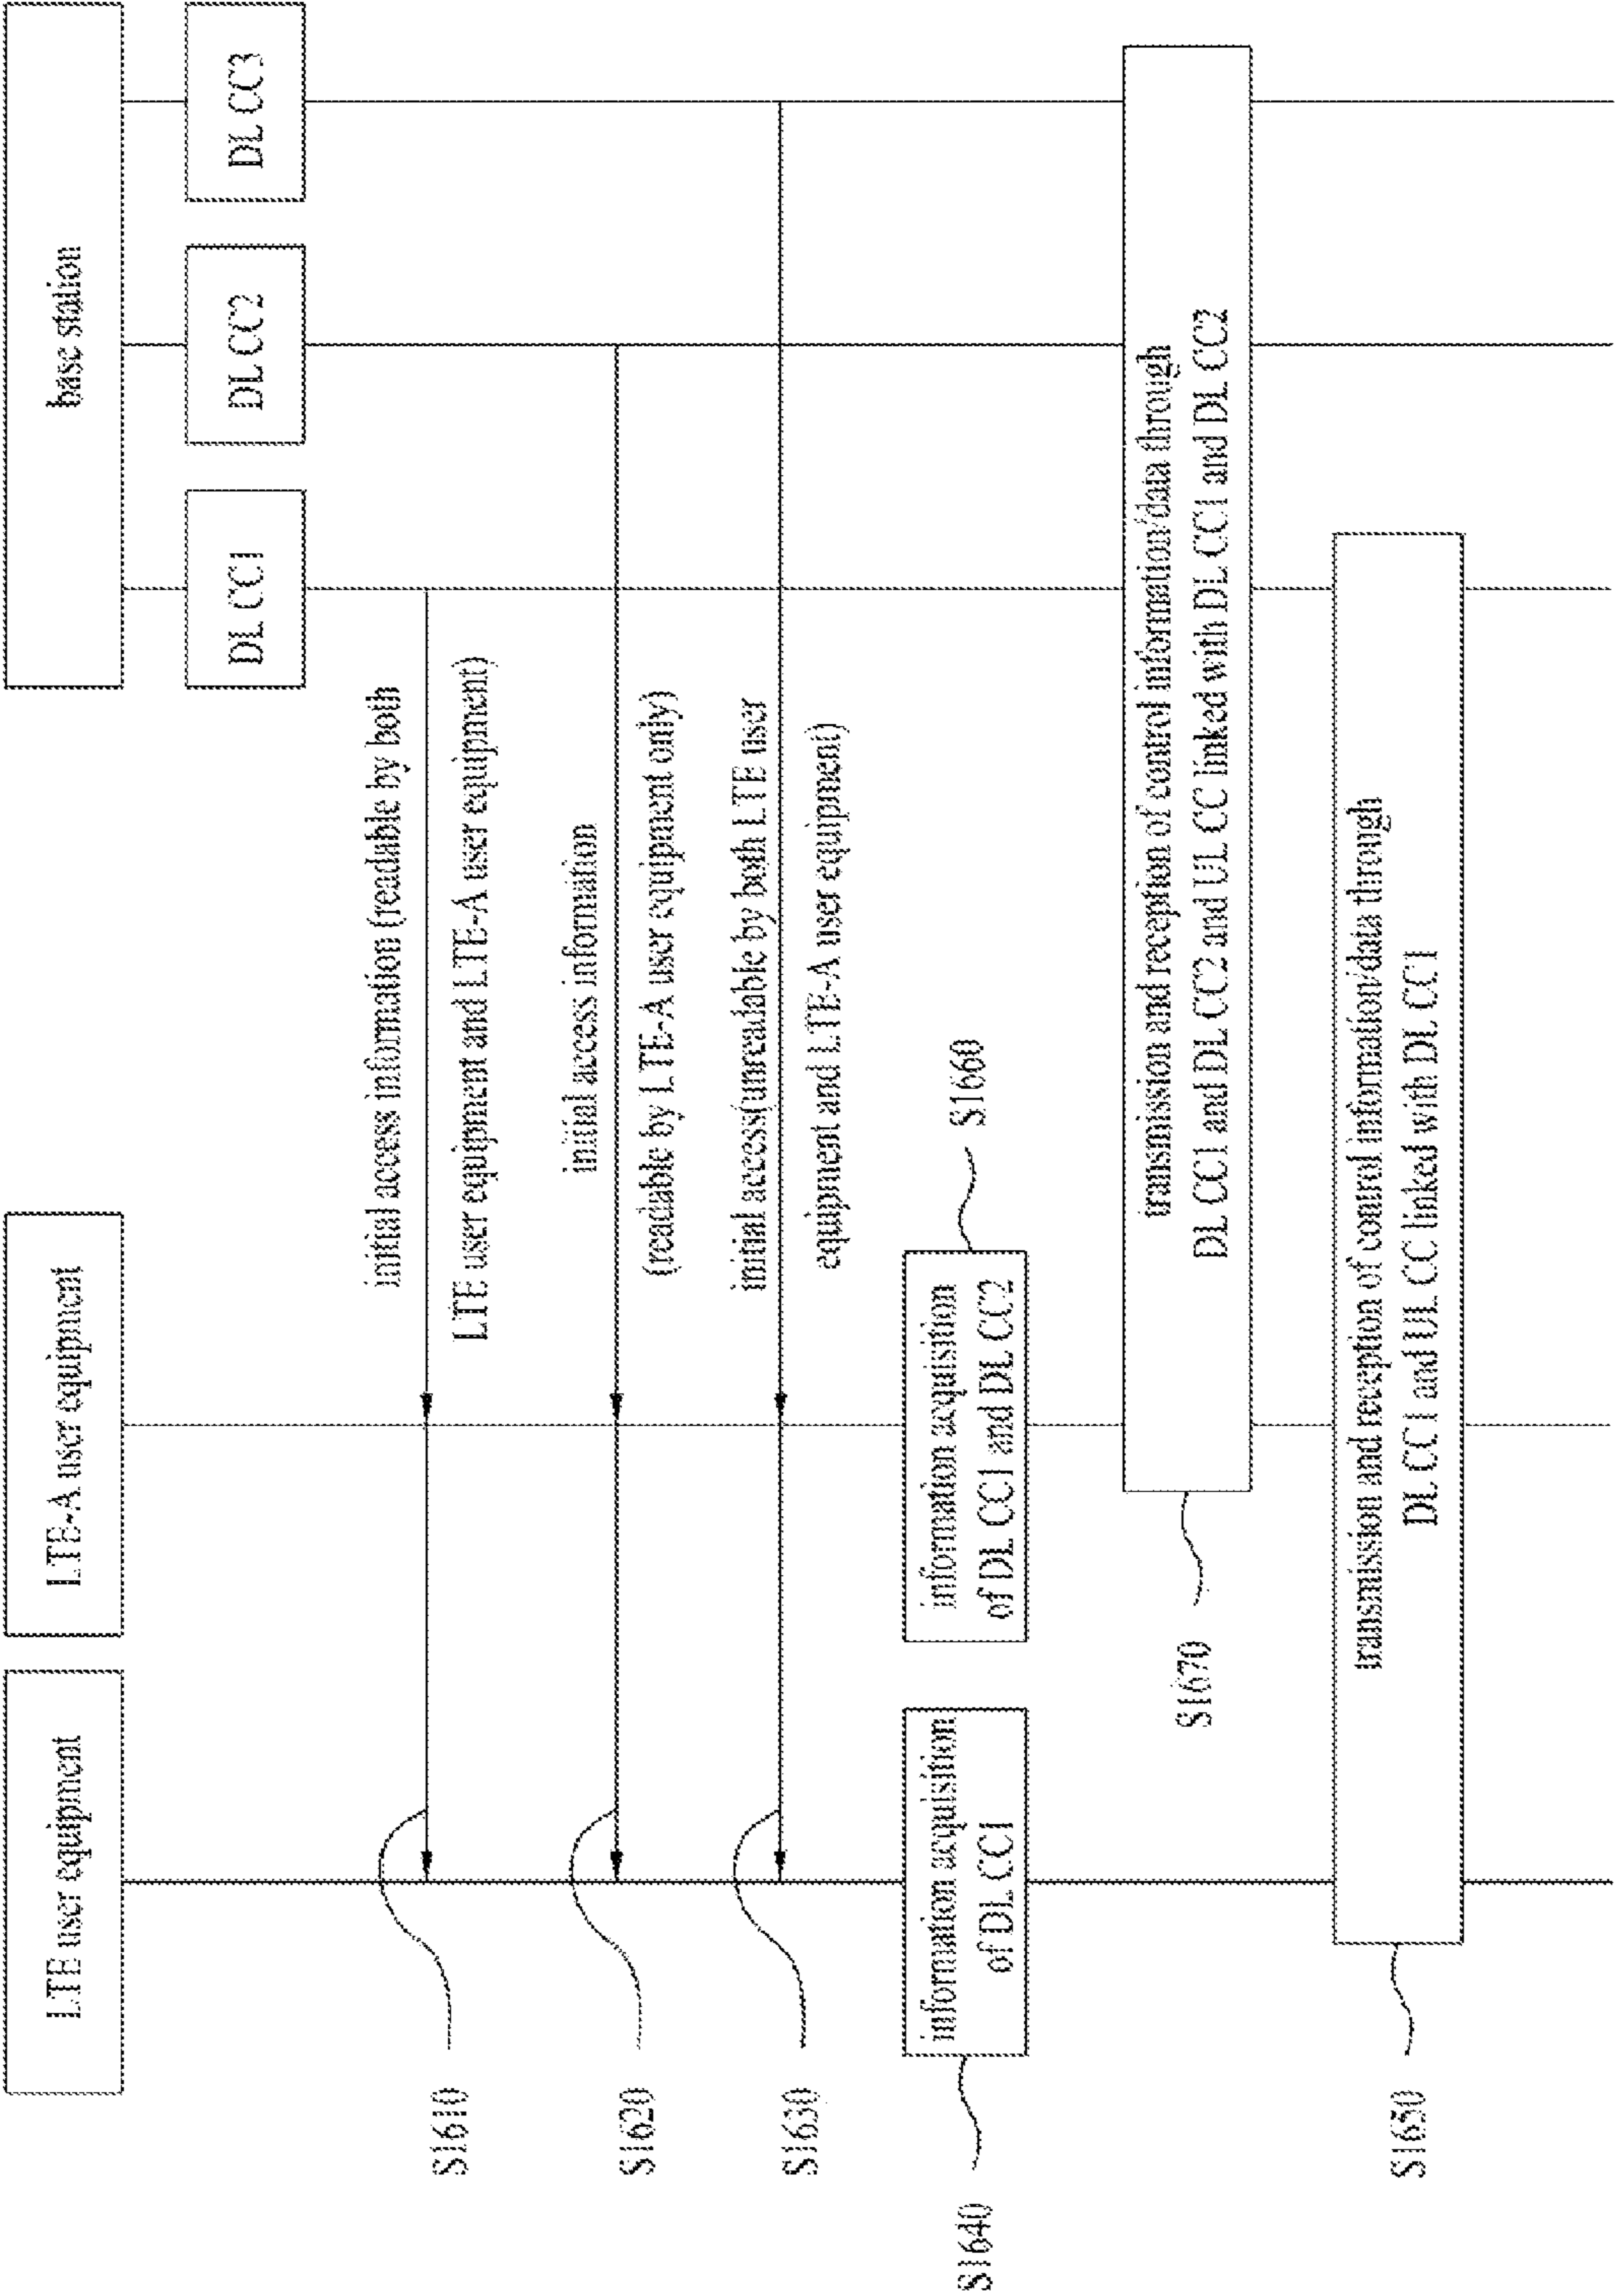 LTE user equipment
LTE-A user equipment
base station
DL CC1
DL CC2
DL CC3
initial access information (readable by both
LTE user equipment and LTE-A user equipment)
S1610
initial access information
(readable by LTE-A user equipment only)
S1620
initial access(unreadable by both LTE user
equipment and LTE-A user equipment)
S1630
information acquisition
of DL CC1
S1640
information acquisition
of DL CC1 and DL CC2
S1660
transmission and reception of control information/data through
DL CC1 and DL CC2 and UL CC linked with DL CC1 and DL CC2
S1670
transmission and reception of control information/data through
DL CC1 and UL CC linked with DL CC1
S1650